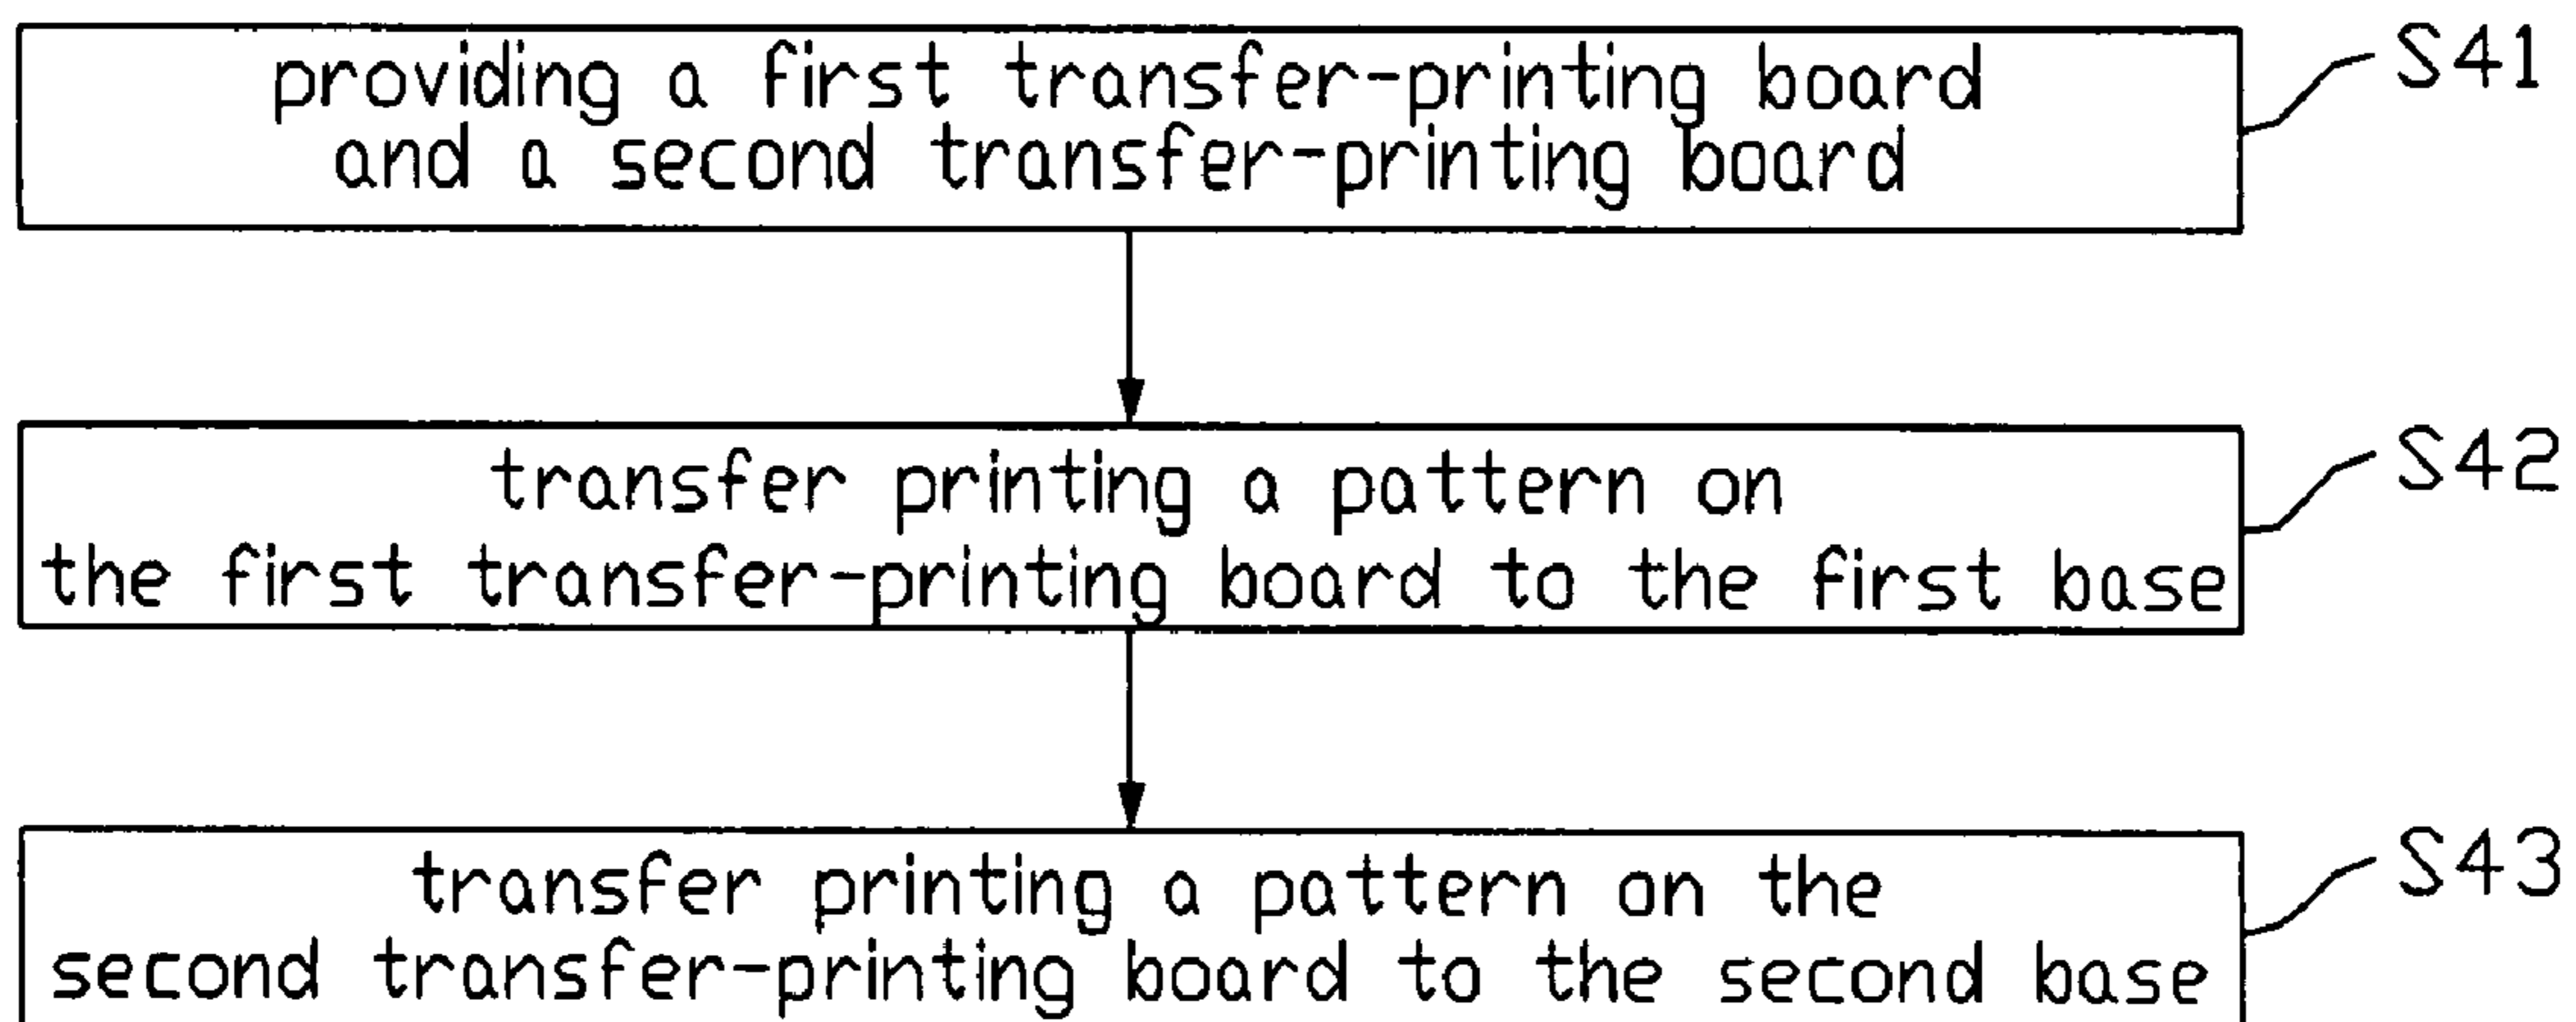 providing a first transfer-printing board
and a second transfer-printing board
S41
transfer printing a pattern on
the first transfer-printing board to the first base
S42
transfer printing a pattern on the
second transfer-printing board to the second base
S43